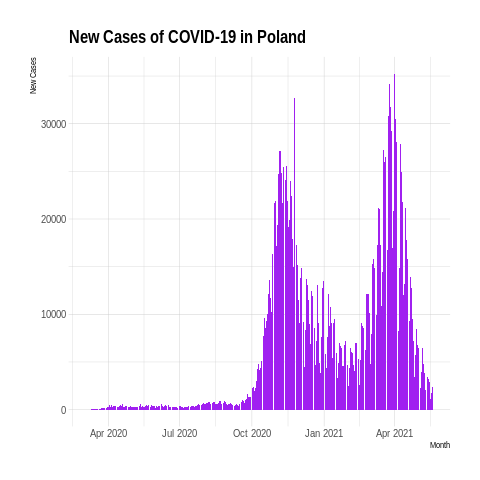 New Cases of COVID-19 in Poland
New Cases
30000
20000
10000
0
Apr 2020 Jul 2020 Oct 2020 Jan 2021 Apr 2021
Month